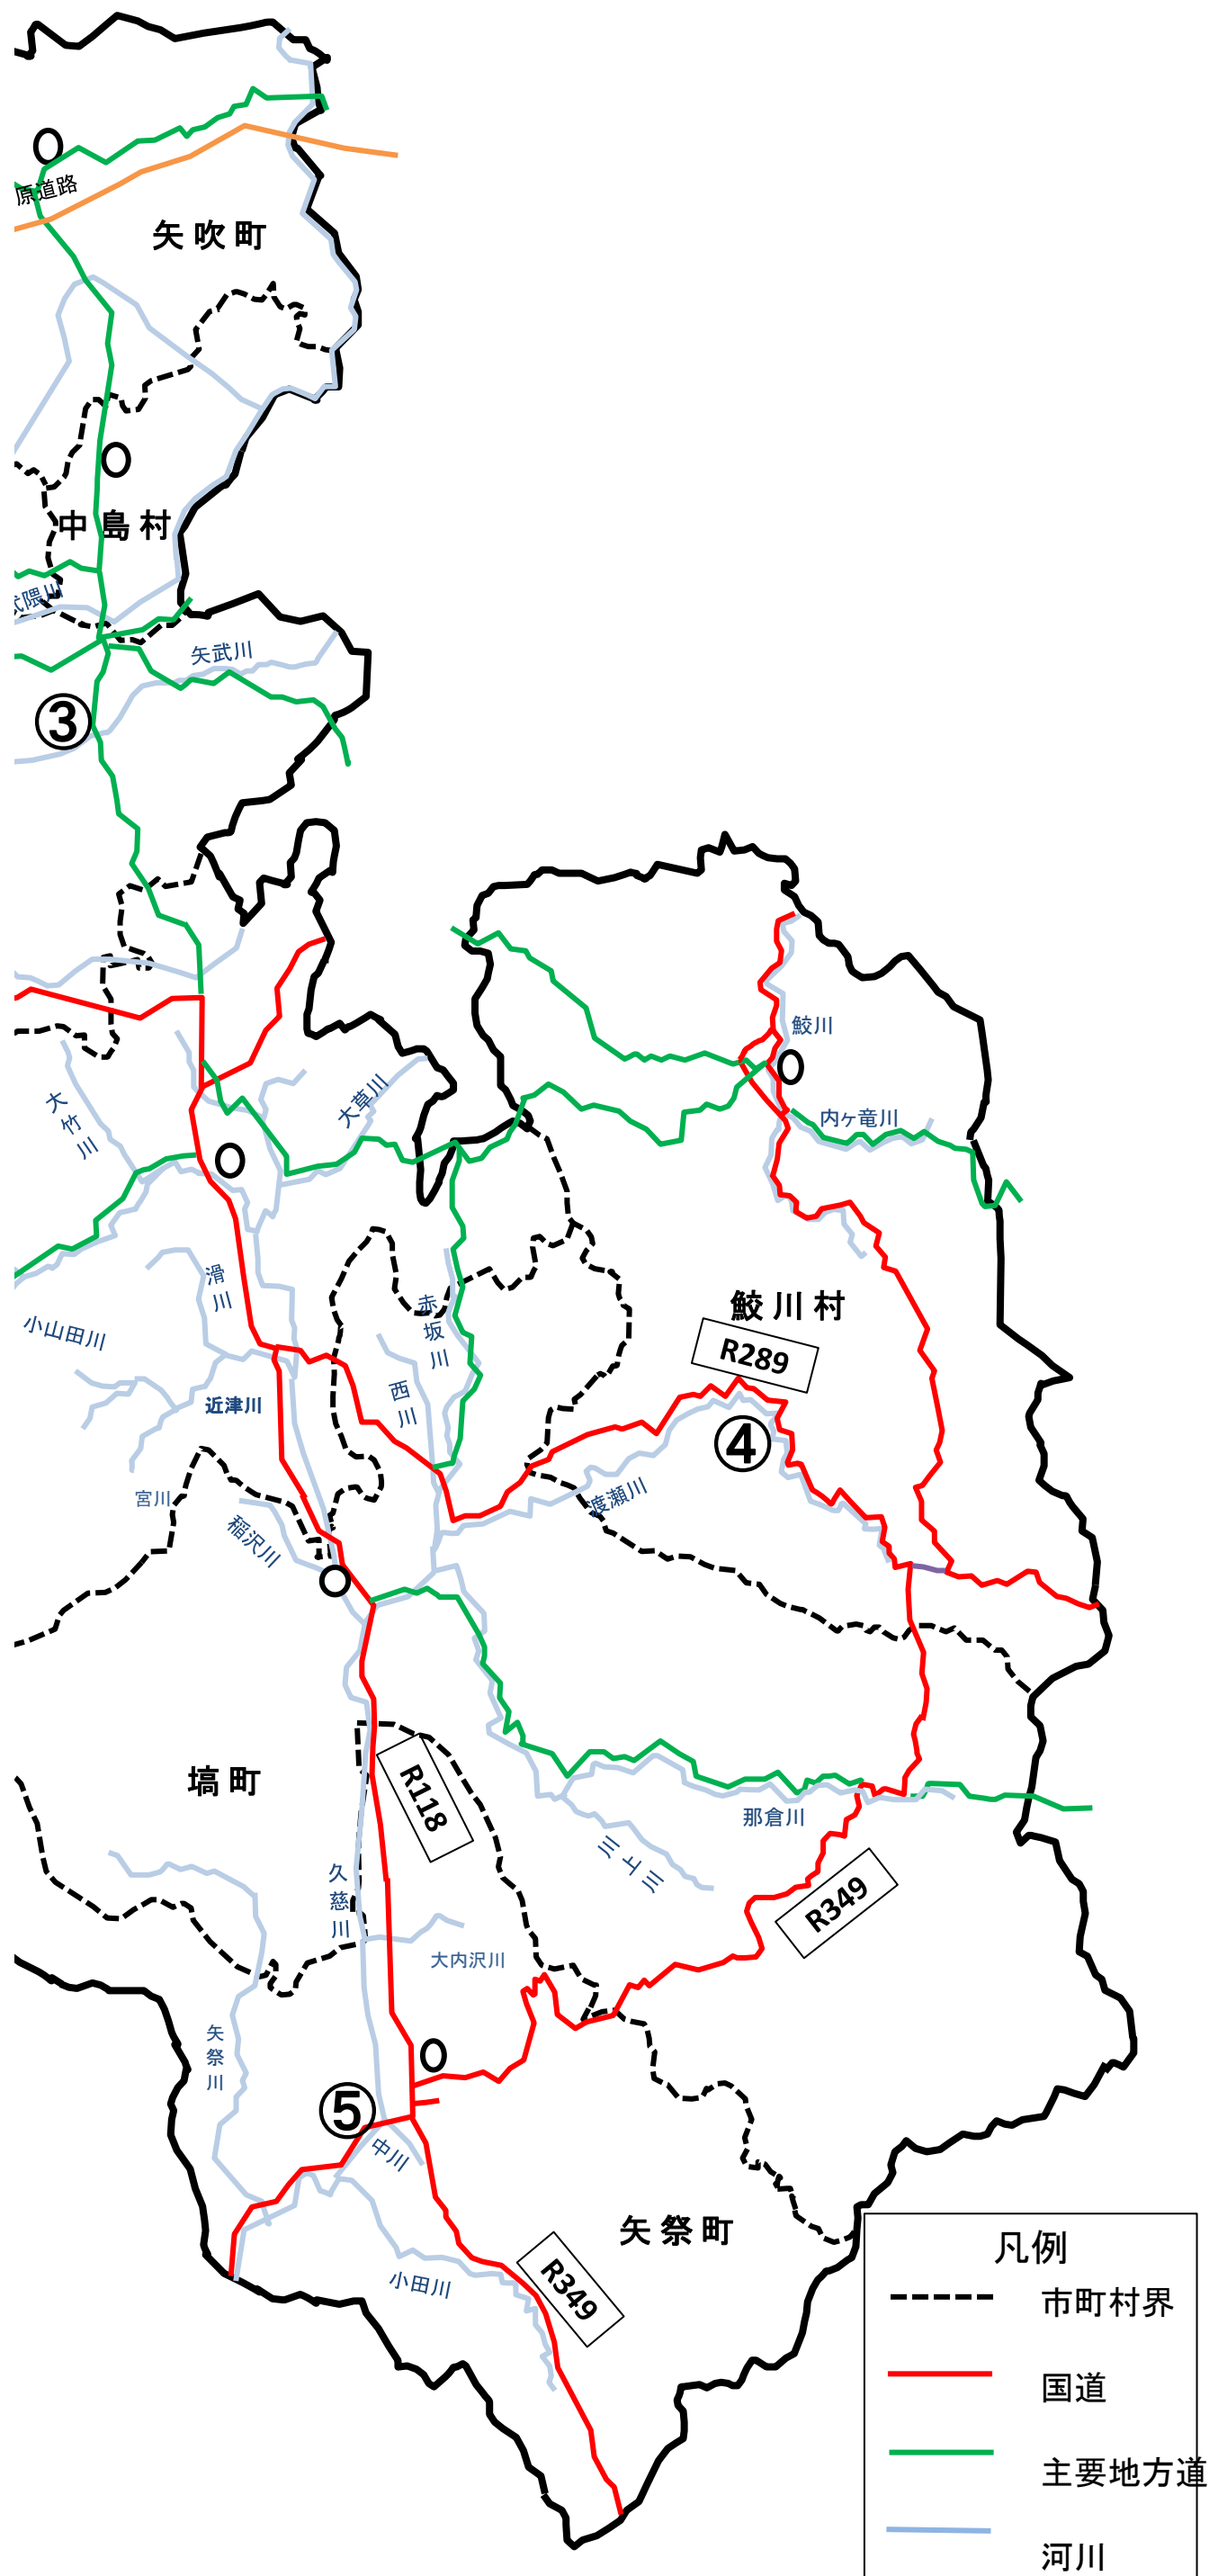 原道路
矢吹町
中島村
隈川
矢武川
③
鮫川
大竹川
大草川
内ヶ竜川
滑川
赤坂川
鮫川村
小山田川
R289
西川
近津川
④
宮川
渡瀬川
稲沢川
塙町
R118
那倉川
川上川
久慈川
R349
大内沢川
矢祭川
⑤
中川
矢祭町
小田川
R349
凡例
市町村界
国道
主要地方道
河川